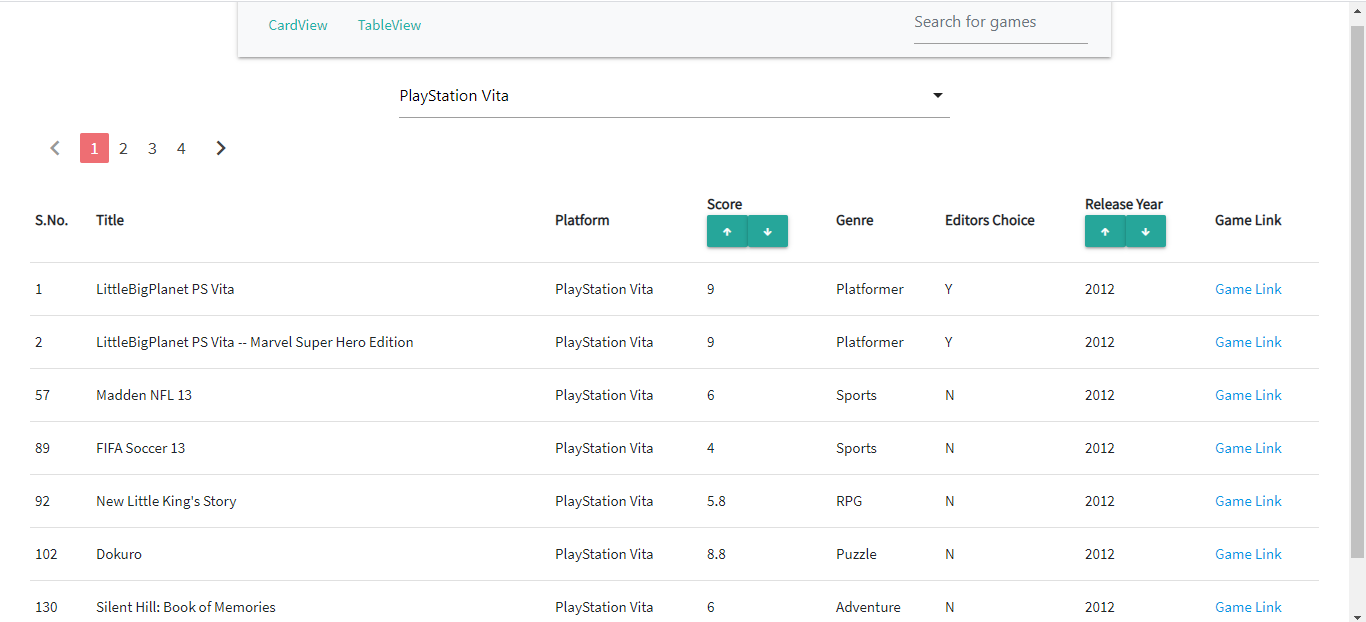 CardView TableView Search for games
PlayStation Vita
1 2 3 4
S.No. Title Platform Score Genre Editors Choice Release Year Game Link
1 LittleBigPlanet PS Vita PlayStation Vita 9 Platformer Y 2012 Game Link
2 LittleBigPlanet PS Vita -- Marvel Super Hero Edition PlayStation Vita 9 Platformer Y 2012 Game Link
57 Madden NFL 13 PlayStation Vita 6 Sports N 2012 Game Link
89 FIFA Soccer 13 PlayStation Vita 4 Sports N 2012 Game Link
92 New Little King's Story PlayStation Vita 5.8 RPG N 2012 Game Link
102 Dokuro PlayStation Vita 8.8 Puzzle N 2012 Game Link
130 Silent Hill: Book of Memories PlayStation Vita 6 Adventure N 2012 Game Link